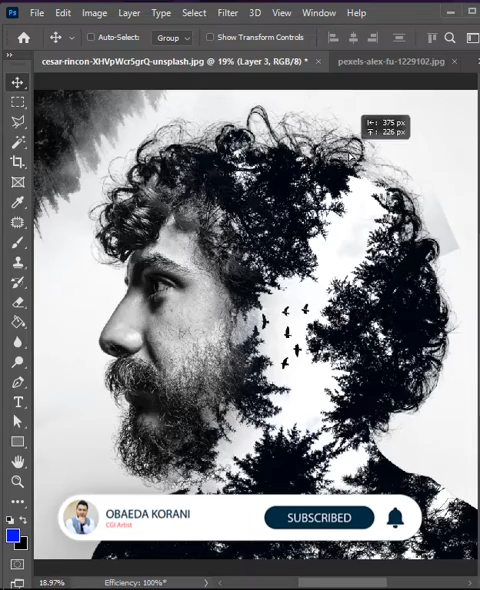 Ps File Edit Image Layer Type Select Filter 3D View Window Help
Auto-Select: Group Show Transform Controls
cesar-rincon-XHVpWcr5grQ-unsplash.jpg @ 19% (Layer 3, RGB/8) * × pexels-alex-fu-1229102.jpg ×
375 px
226 px
OBAEDA KORANI
CGI Artist
SUBSCRIBED
18.97% Efficiency: 100%*